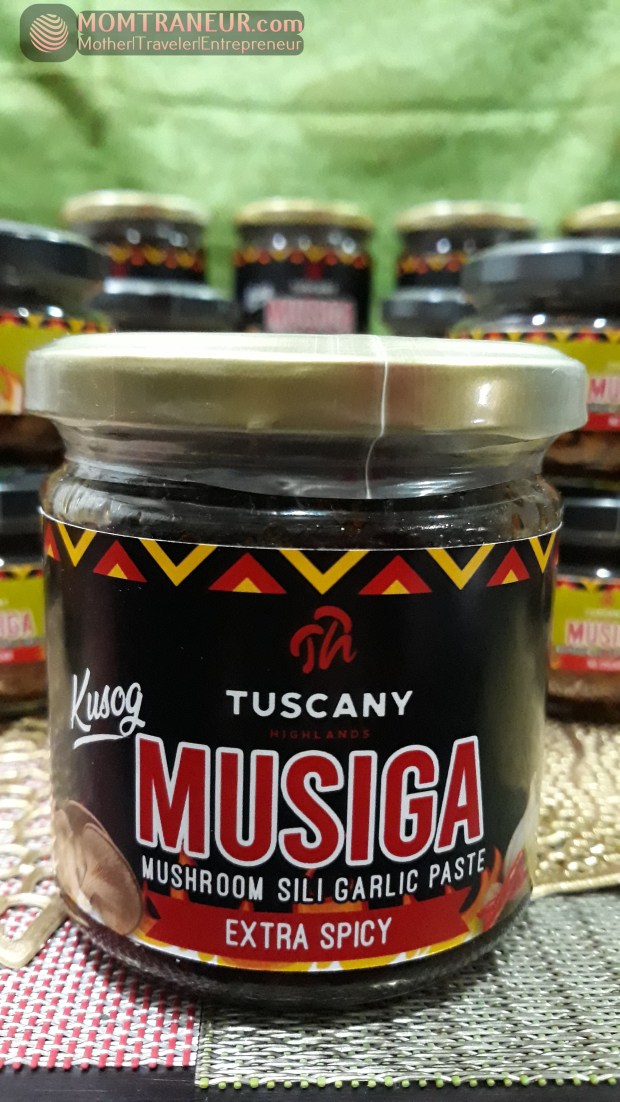 MOMTRANEUR.com
Mother|Traveler|Entrepreneur
Th
TUSCANY
HIGHLANDS
Kusog
MUSIGA
MUSHROOM SILI GARLIC PASTE
EXTRA SPICY